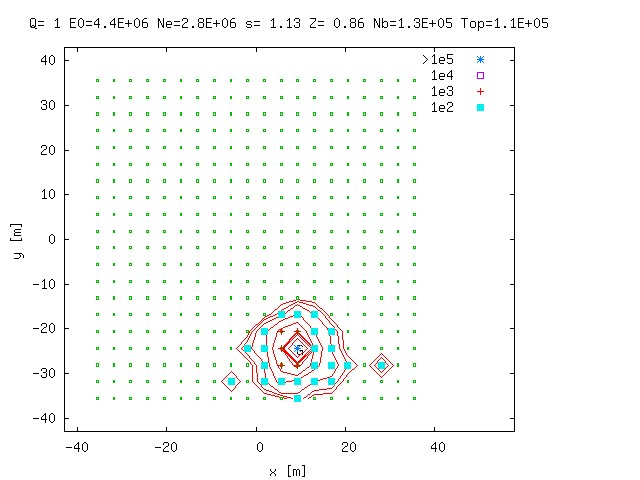 Q= 1 E0=4.4E+06 Ne=2.8E+06 s= 1.13 Z= 0.86 Nb=1.3E+05 Top=1.1E+05
40
30
20
10
0
-10
-20
-30
-40
-40
-20
0
20
40
y [m]
x [m]
>1e5
1e4
1e3
1e2
G